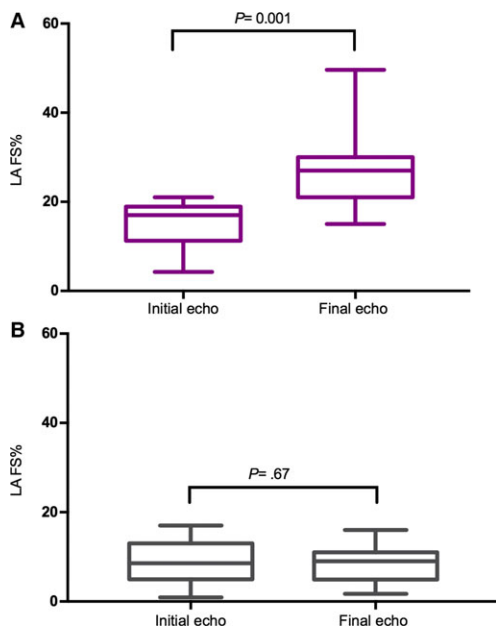 A
P= 0.001
60
40
20
0
LA FS%
Initial echo
Final echo
B
P= .67
60
40
20
0
LA FS%
Initial echo
Final echo